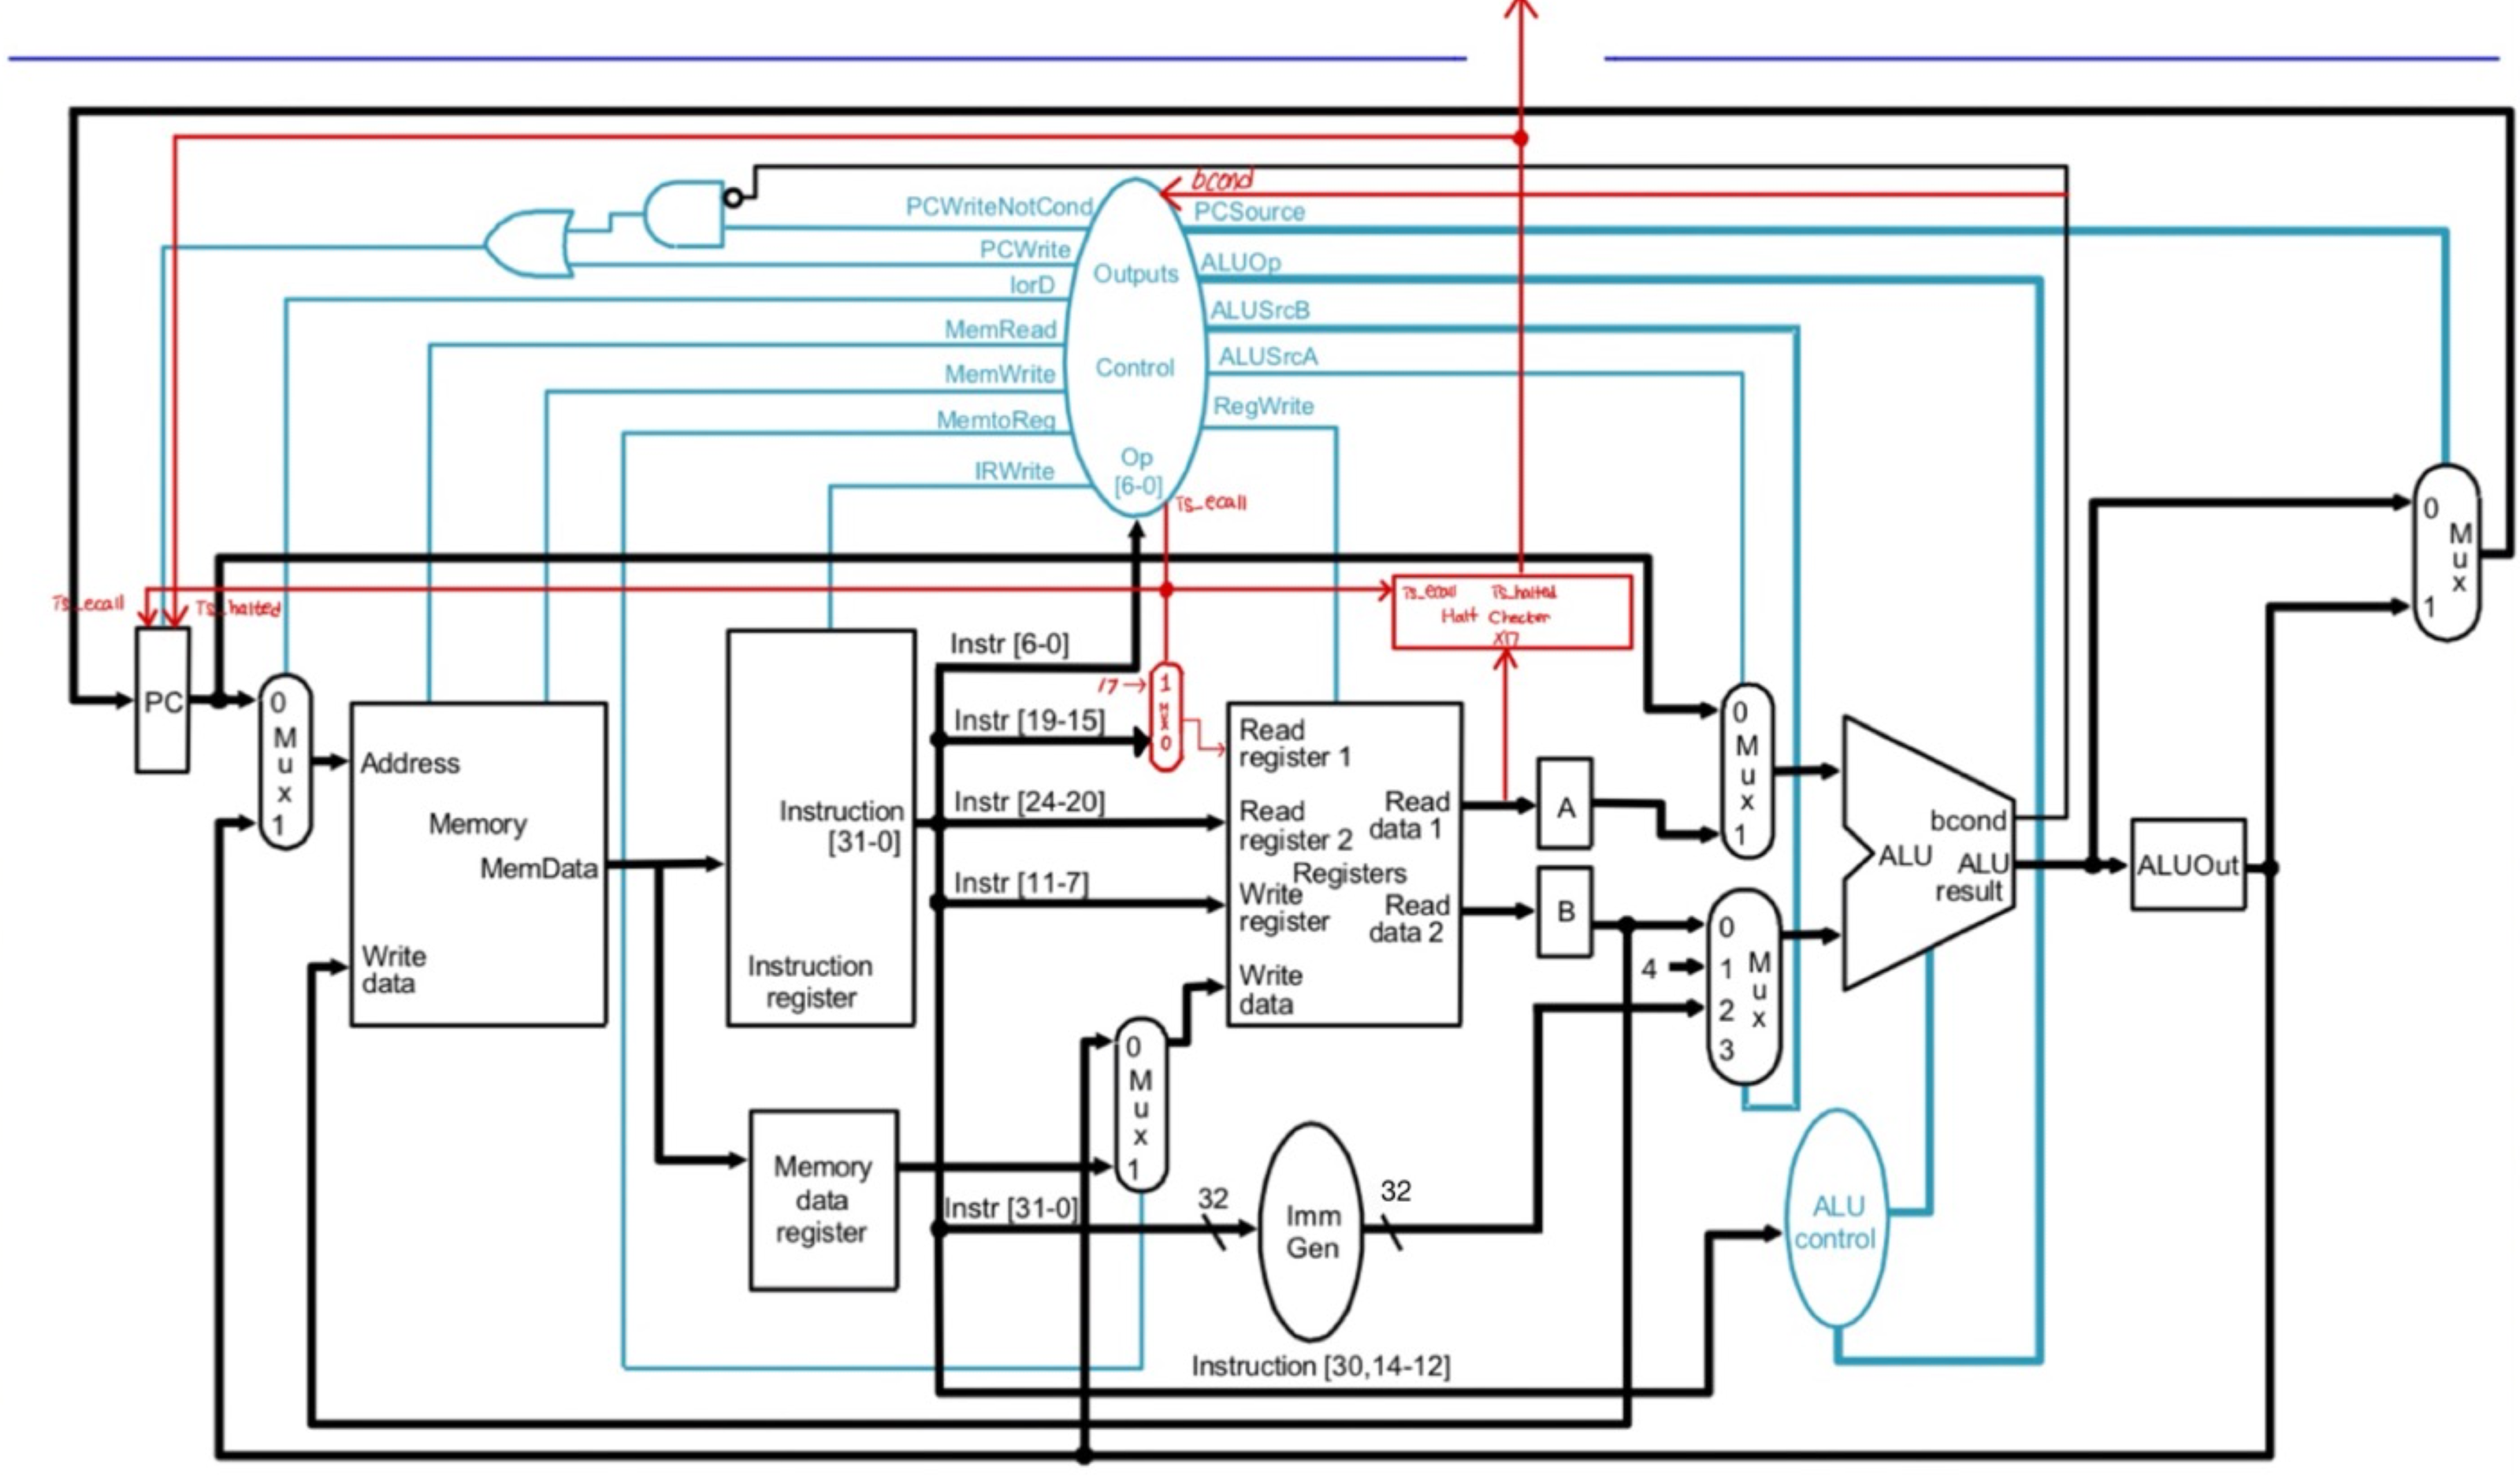 bcond
PCWriteNotCond
PCSource
PCWrite
ALUOp
Outputs
IorD
ALUSrcB
MemRead
ALUSrcA
Control
MemWrite
RegWrite
MemtoReg
Op
[6-0]
IRWrite
Is_ecall
Is_ecall
Is_halted
Is_ecall Is_halted
Halt Checker
X17
0
M
u
x
1
Instr [6-0]
17
1
M
U
X
0
PC
0
M
u
x
1
Address
Memory
MemData
Write
data
Instruction
[31-0]
Instruction
register
Instr [19-15]
Instr [24-20]
Instr [11-7]
Read
register 1
Read
register 2
Registers
Write
register
Write
data
Read
data 1
Read
data 2
A
B
0
M
u
x
1
0
4
1
M
u
x
2
3
bcond
ALU
ALU
result
ALUOut
0
M
u
x
1
Memory
data
register
Instr [31-0]
32
Imm
Gen
32
ALU
control
Instruction [30,14-12]